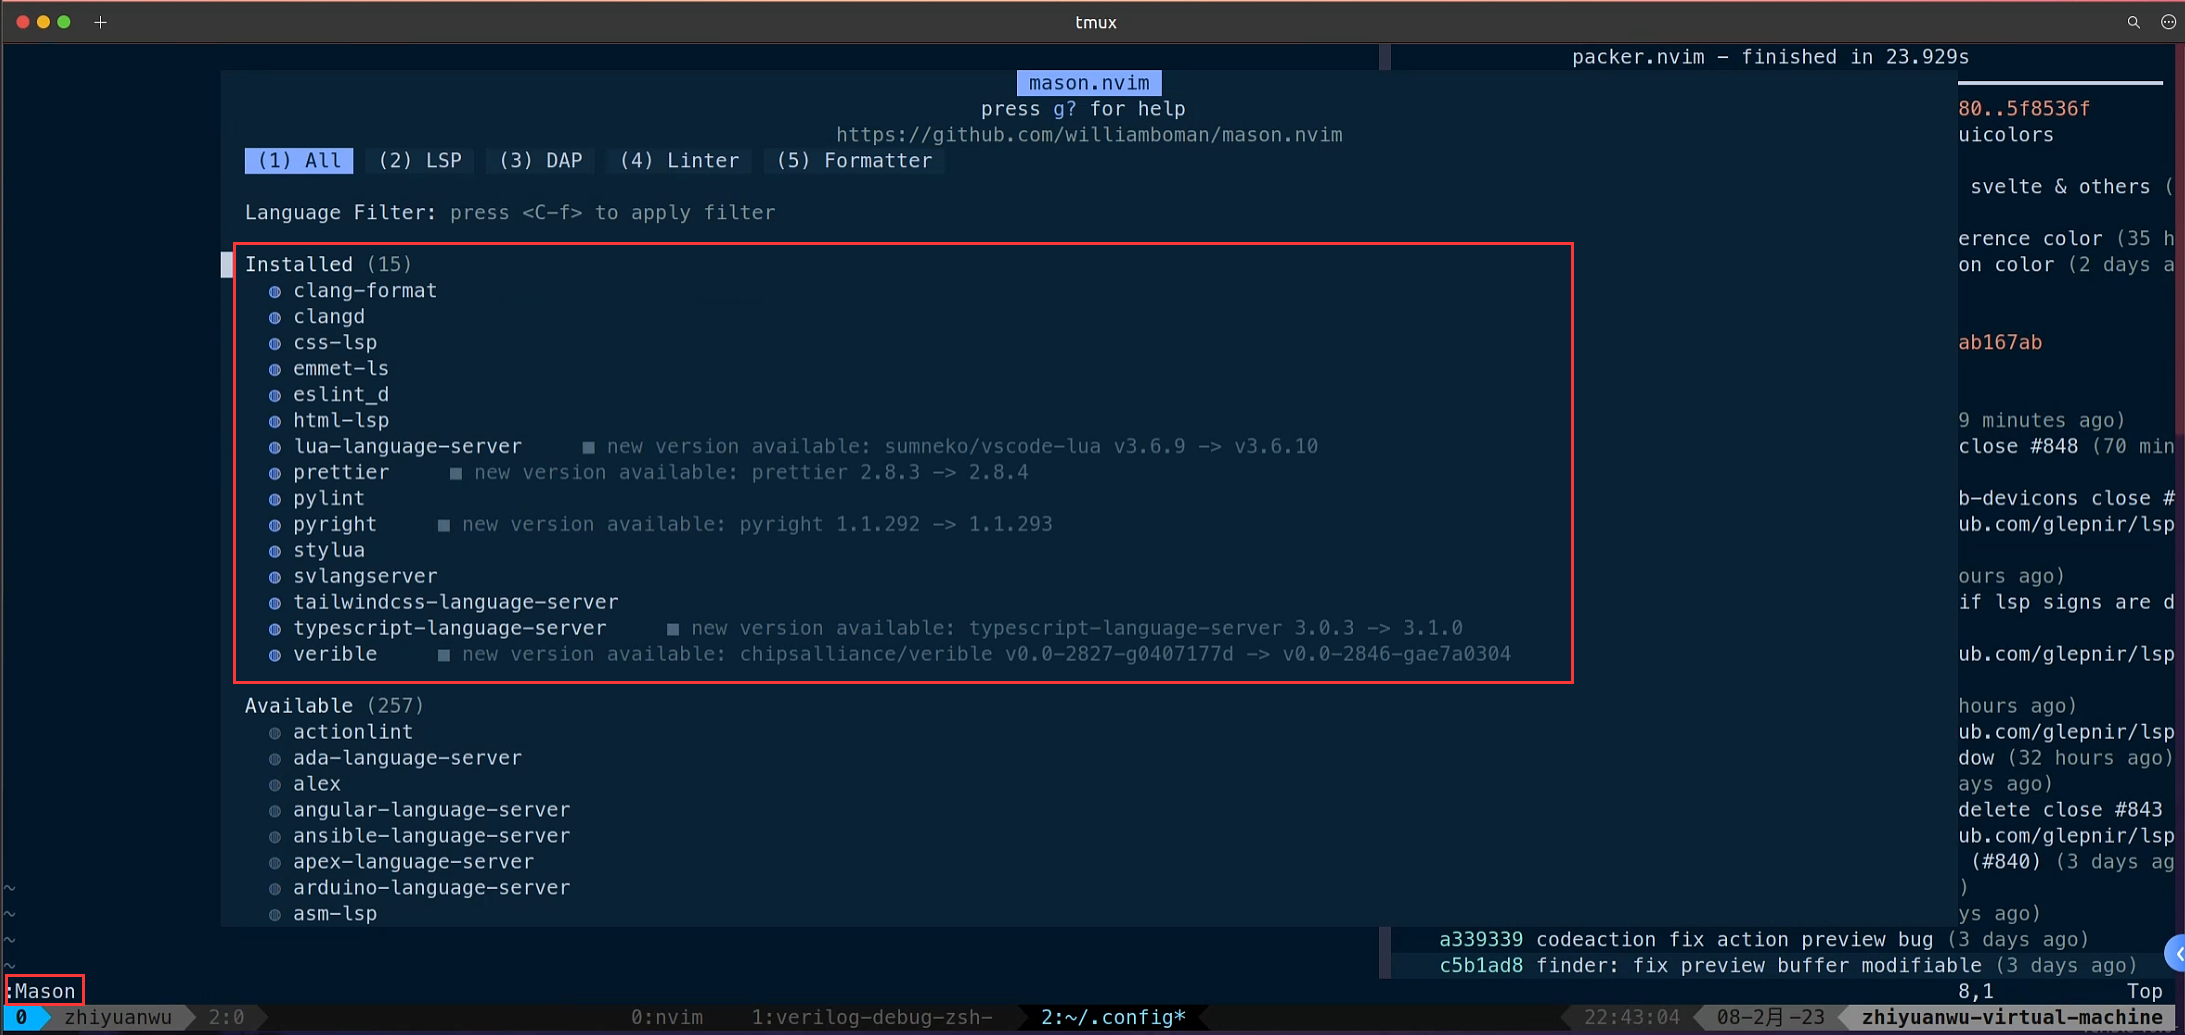 tmux
packer.nvim - finished in 23.929s
mason.nvim
press g? for help
https://github.com/williamboman/mason.nvim
(1) All (2) LSP (3) DAP (4) Linter (5) Formatter
Language Filter: press <C-f> to apply filter
Installed (15)
clang-format
clangd
css-lsp
emmet-ls
eslint_d
html-lsp
lua-language-server ■ new version available: sumneko/vscode-lua v3.6.9 -> v3.6.10
prettier ■ new version available: prettier 2.8.3 -> 2.8.4
pylint
pyright ■ new version available: pyright 1.1.292 -> 1.1.293
stylua
svlangserver
tailwindcss-language-server
typescript-language-server ■ new version available: typescript-language-server 3.0.3 -> 3.1.0
verible ■ new version available: chipsalliance/verible v0.0-2827-g0407177d -> v0.0-2846-gae7a0304
Available (257)
actionlint
ada-language-server
alex
angular-language-server
ansible-language-server
apex-language-server
arduino-language-server
asm-lsp
80..5f8536f
uicolors
svelte & others (
erence color (35 h
on color (2 days a
ab167ab
9 minutes ago)
close #848 (70 min
b-devicons close #
ub.com/glepnir/lsp
ours ago)
if lsp signs are d
ub.com/glepnir/lsp
hours ago)
ub.com/glepnir/lsp
dow (32 hours ago)
ays ago)
delete close #843
ub.com/glepnir/lsp
(#840) (3 days ag
)
ys ago)
a339339 codeaction fix action preview bug (3 days ago)
c5b1ad8 finder: fix preview buffer modifiable (3 days ago)
~
~
~
~
:Mason
8,1 Top
0 zhiyuanwu 2:0 0:nvim 1:verilog-debug-zsh- 2:~/.config* 22:43:04 08-2月-23 zhiyuanwu-virtual-machine